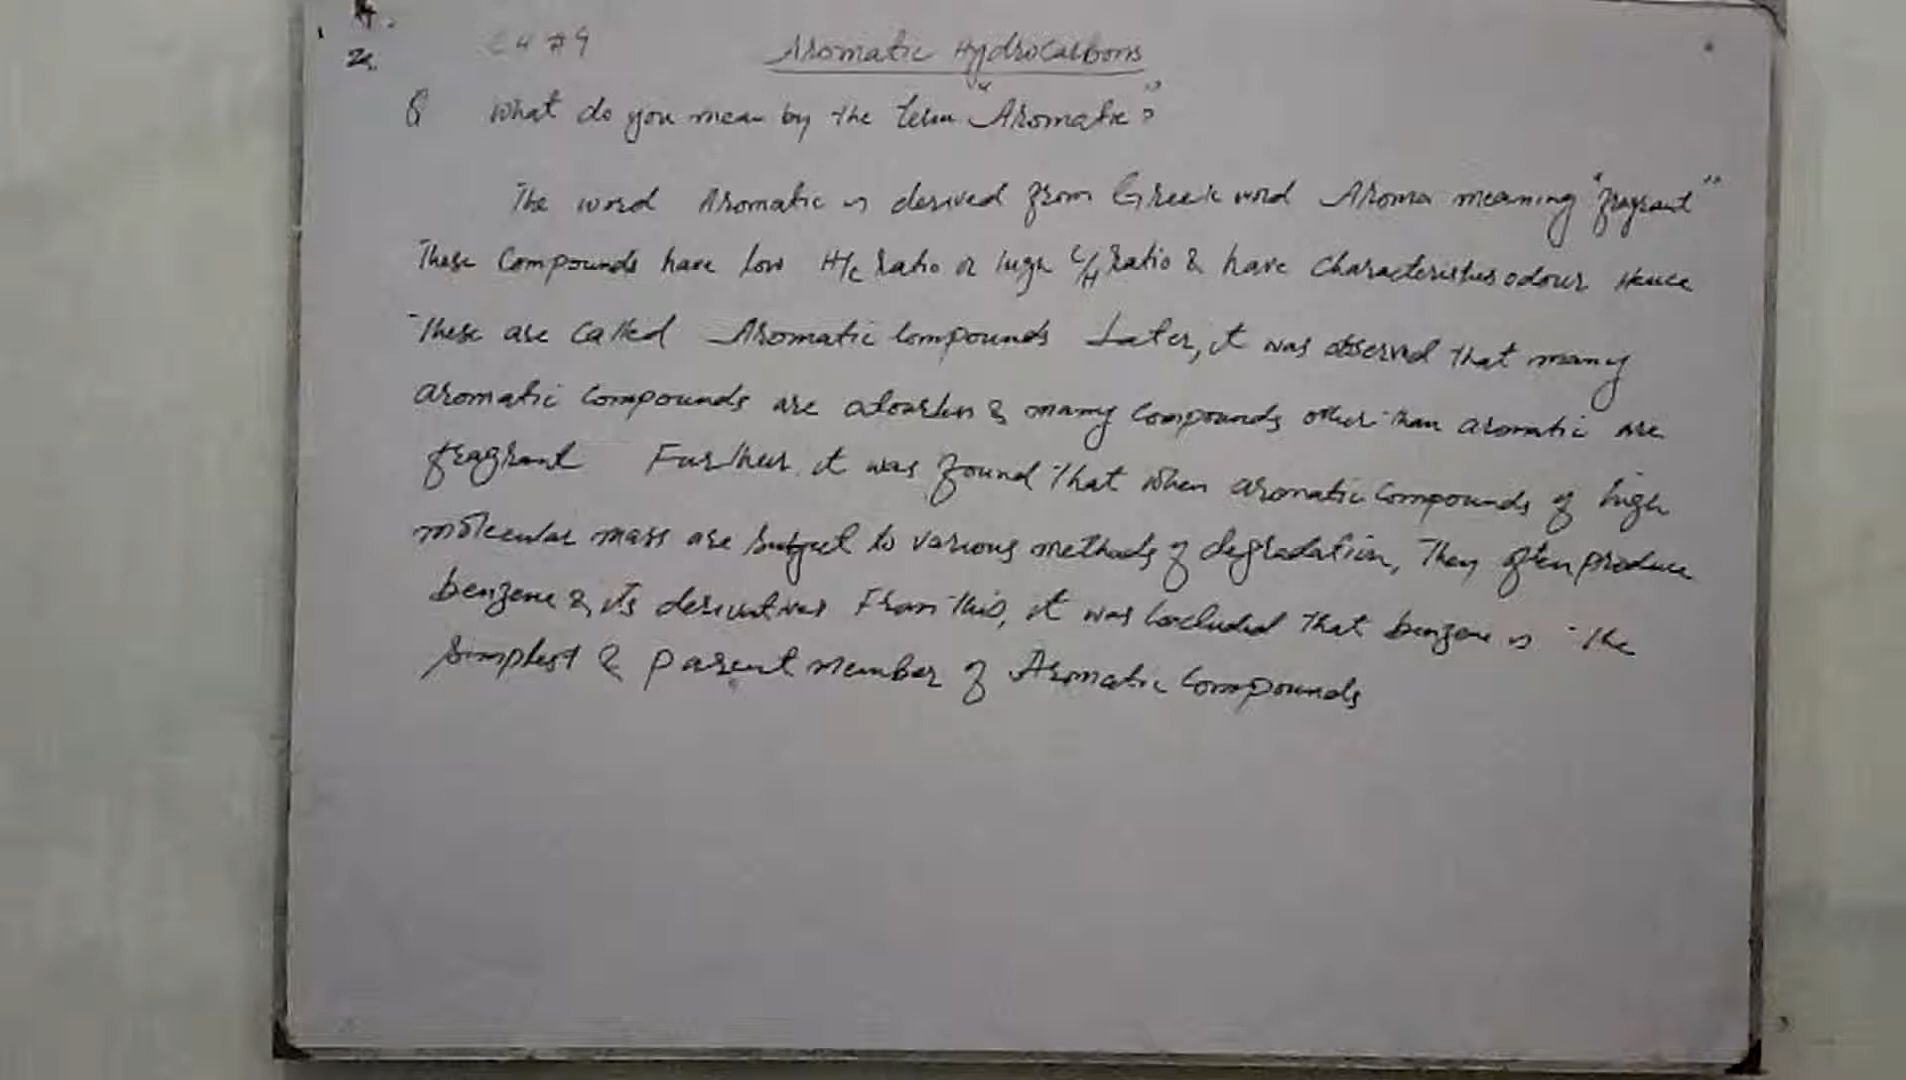 CH #9 Aromatic Hydrocarbons
Q What do you mean by the term "Aromatic"?
The word Aromatic is derived from Greek word Aroma meaning "fragrant"
These Compounds have low H/C ratio or high C/H ratio & have characteristics odour Hence
These are called Aromatic Compounds Later, it was observed that many
aromatic Compounds are odourless & many Compounds other than aromatic are
fragrant Further it was found that when aromatic Compounds of high
molecular mass are subject to various methods of degradation, They often produce
benzene & its derivatives From this, it was concluded that benzene is the
Simplest & parent member of Aromatic Compounds